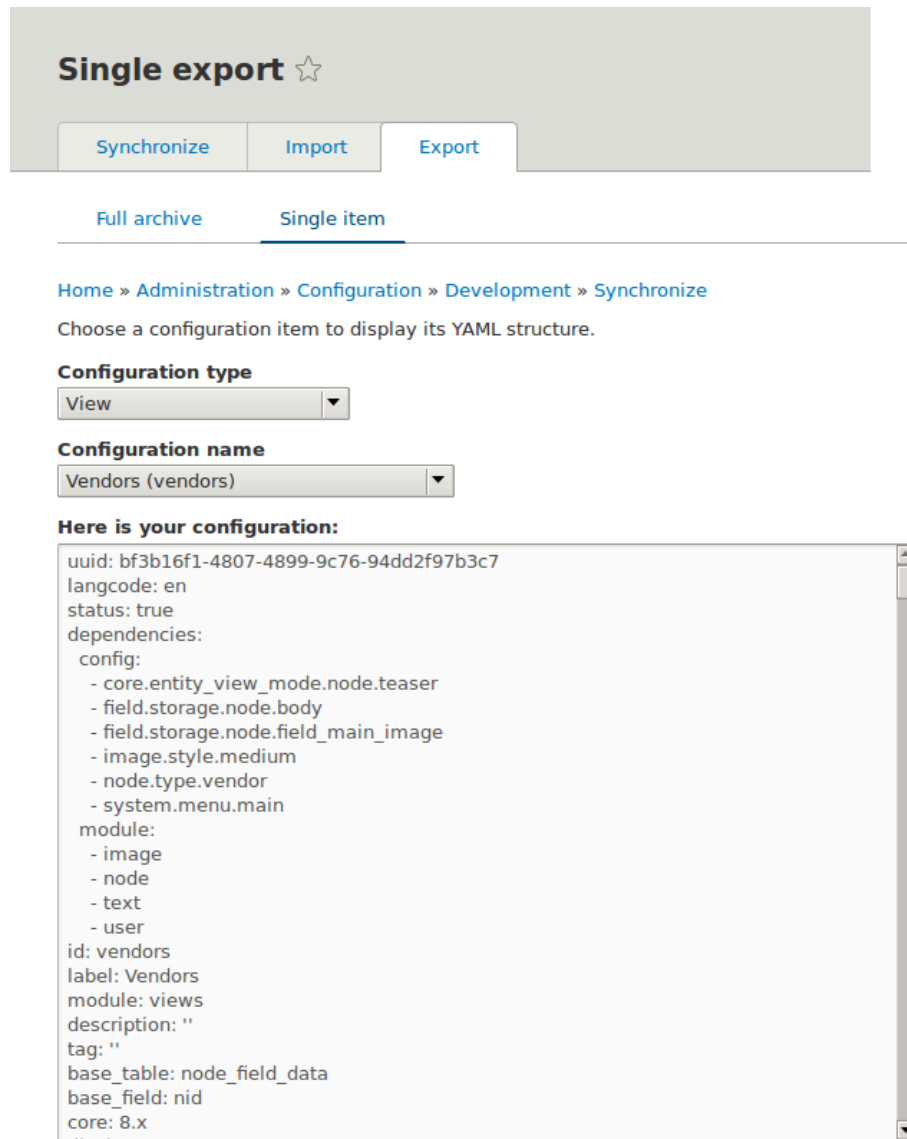 Single export
Synchronize Import Export
Full archive Single item
Home » Administration » Configuration » Development » Synchronize
Choose a configuration item to display its YAML structure.
Configuration type
View
Configuration name
Vendors (vendors)
Here is your configuration:
uuid: bf3b16f1-4807-4899-9c76-94dd2f97b3c7
langcode: en
status: true
dependencies:
  config:
    - core.entity_view_mode.node.teaser
    - field.storage.node.body
    - field.storage.node.field_main_image
    - image.style.medium
    - node.type.vendor
    - system.menu.main
  module:
    - image
    - node
    - text
    - user
id: vendors
label: Vendors
module: views
description: ''
tag: ''
base_table: node_field_data
base_field: nid
core: 8.x